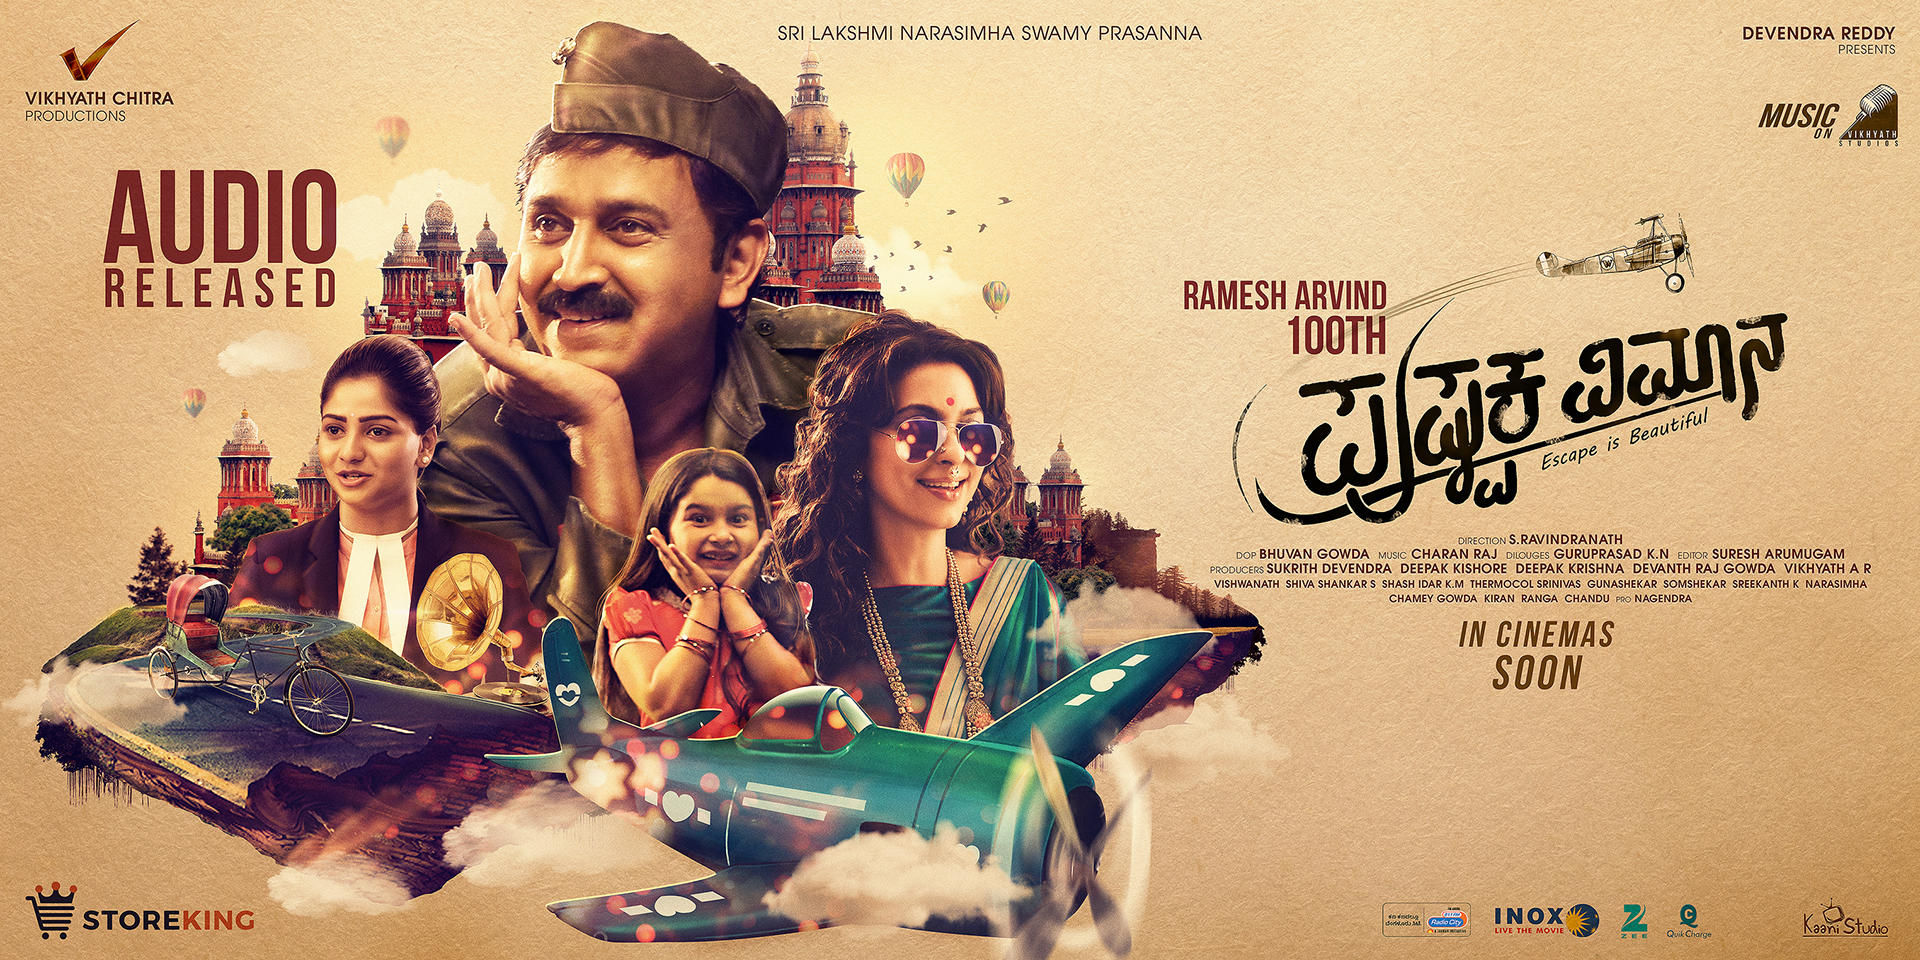 SRI LAKSHMI NARASIMHA SWAMY PRASANNA
VIKHYATH CHITRA
PRODUCTIONS
DEVENDRA REDDY
PRESENTS
MUSIC
ON
VIKHYATH
STUDIOS
AUDIO
RELEASED
RAMESH ARVIND
100TH
ಪುಷ್ಪಕ ವಿಮಾನ
Escape is Beautiful
DIRECTION S.RAVINDRANATH
DOP BHUVAN GOWDA MUSIC CHARAN RAJ DILOUGES GURUPRASAD K.N EDITOR SURESH ARUMUGAM
PRODUCERS SUKRITH DEVENDRA DEEPAK KISHORE DEEPAK KRISHNA DEVANTH RAJ GOWDA VIKHYATH A R
VISHWANATH SHIVA SHANKAR S SHASH IDAR K.M THERMOCOL SRINIVAS GUNASHEKAR SOMSHEKAR SREEKANTH K NARASIMHA
CHAMEY GOWDA KIRAN RANGA CHANDU PRO NAGENDRA
IN CINEMAS
SOON
STOREKING
Radio City
INOX
LIVE THE MOVIE
ZEE
QuikCharge
Kaani Studio